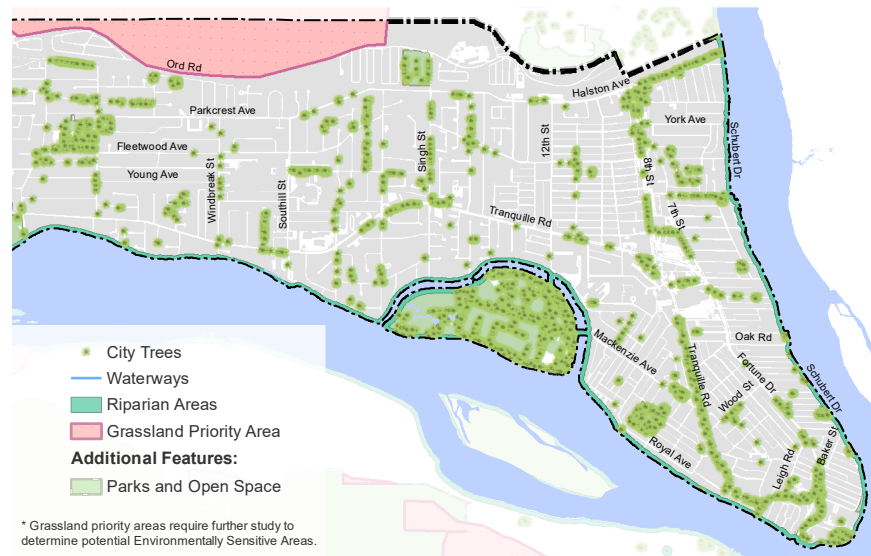 Ord Rd
Halston Ave
Parkcrest Ave
York Ave
Schubert Dr
Fleetwood Ave
Singh St
12th St
8th St
Young Ave
Windbreak St
Southill St
7th St
Tranquille Rd
Mackenzie Ave
Oak Rd
Tranquille Rd
Fortune Dr
Wood St
Schubert Dr
Royal Ave
Leigh Rd
Baker St
City Trees
Waterways
Riparian Areas
Grassland Priority Area
Additional Features:
Parks and Open Space
* Grassland priority areas require further study to
determine potential Environmentally Sensitive Areas.